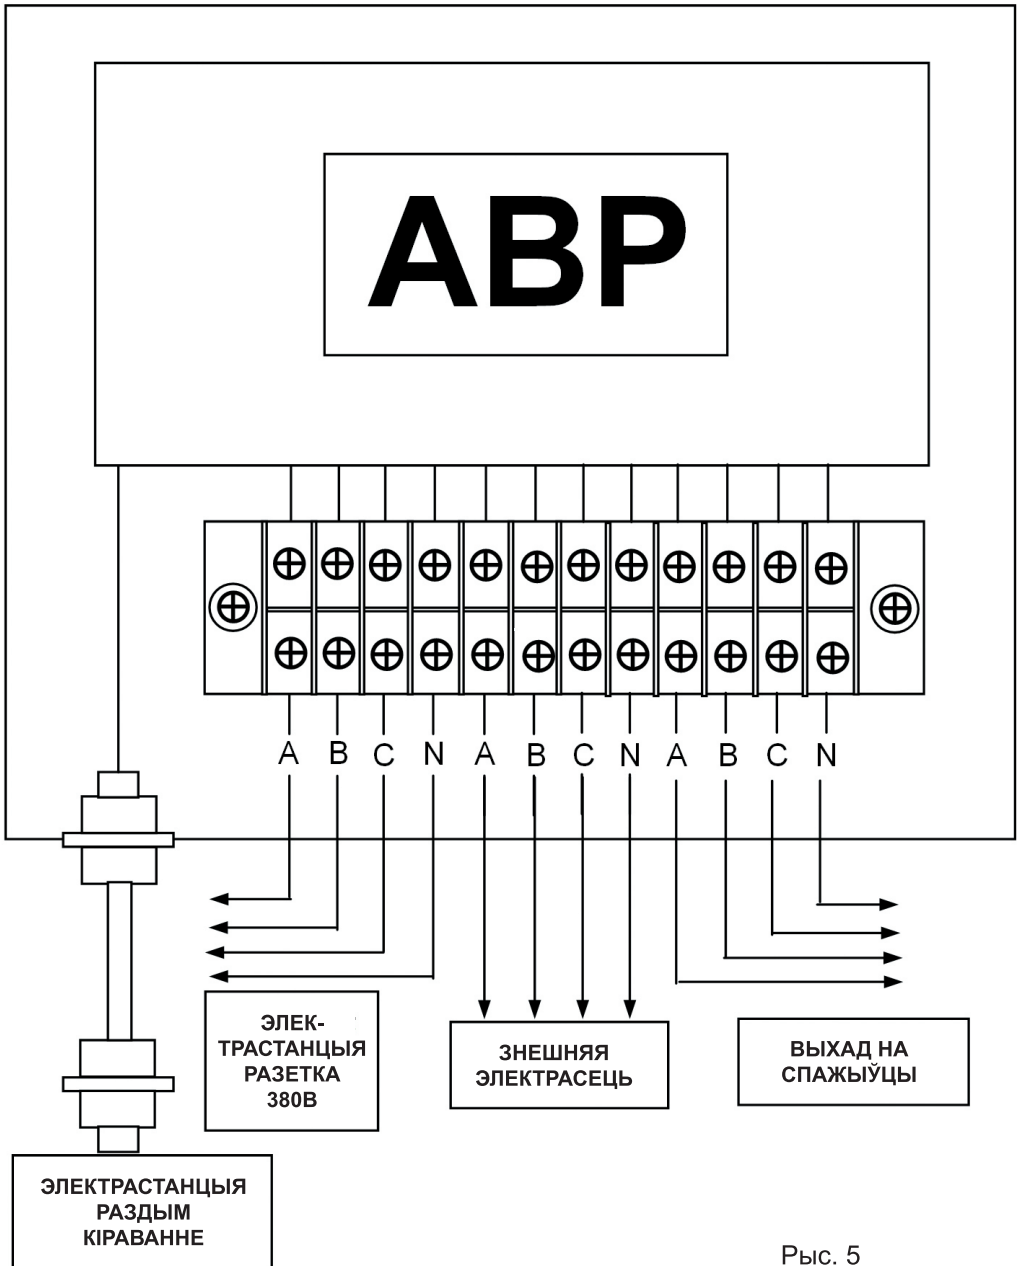 АВР
A B C N A B C N A B C N
ЭЛЕК-
ТРАСТАНЦЫЯ
РАЗЕТКА
380В
ЗНЕШНЯЯ
ЭЛЕКТРАСЕЦЬ
ВЫХАД НА
СПАЖЫЎЦЫ
ЭЛЕКТРАСТАНЦЫЯ
РАЗДЫМ
КІРАВАННЕ
Рыс. 5